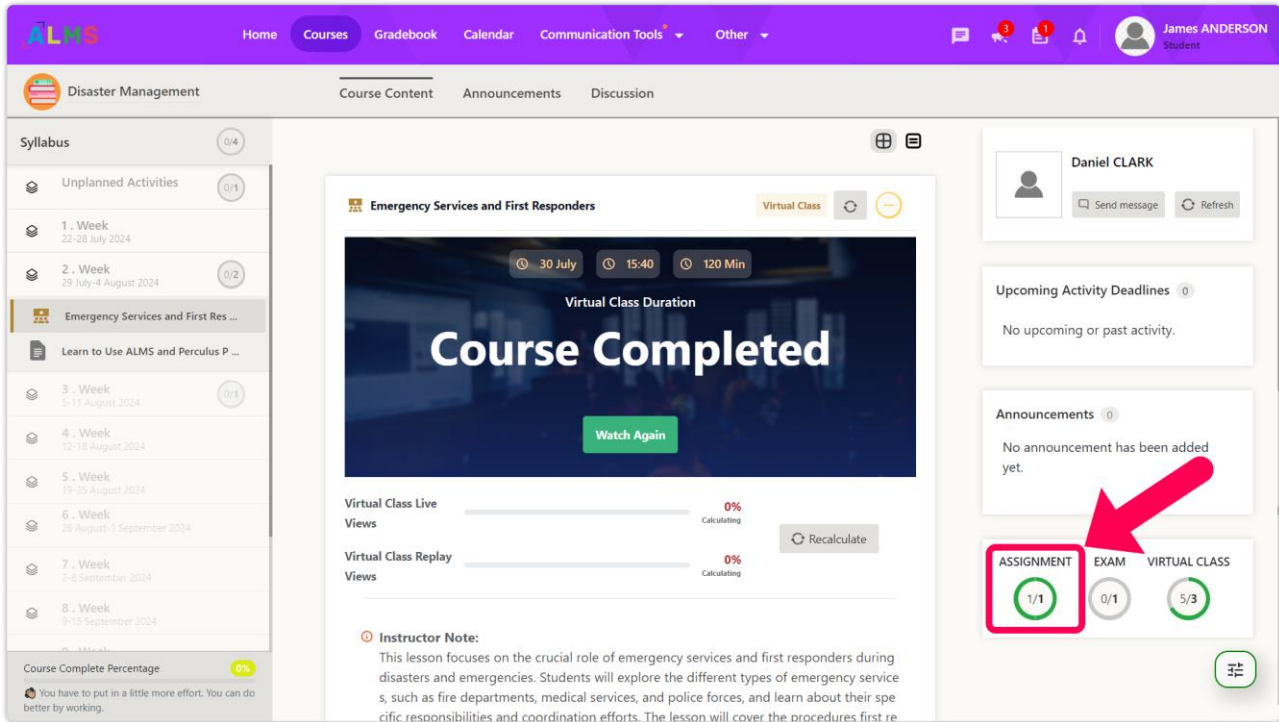 ALMS
Home
Courses
Gradebook
Calendar
Communication Tools
Other
3
1
James ANDERSON
Student
Disaster Management
Course Content
Announcements
Discussion
Syllabus
0/4
Unplanned Activities
0/1
1 . Week
22-28 July 2024
2 . Week
29 July-4 August 2024
0/2
Emergency Services and First Res ...
Learn to Use ALMS and Perculus P ...
3 . Week
5-11 August 2024
0/1
4 . Week
12-18 August 2024
5 . Week
19-25 August 2024
6 . Week
26 August-1 September 2024
7 . Week
2-8 September 2024
8 . Week
9-15 September 2024
Course Complete Percentage
0%
You have to put in a little more effort. You can do
better by working.
Emergency Services and First Responders
Virtual Class
30 July
15:40
120 Min
Virtual Class Duration
Course Completed
Watch Again
Virtual Class Live
Views
0%
Calculating
Virtual Class Replay
Views
0%
Calculating
Recalculate
Instructor Note:
This lesson focuses on the crucial role of emergency services and first responders during
disasters and emergencies. Students will explore the different types of emergency service
s, such as fire departments, medical services, and police forces, and learn about their spe
cific responsibilities and coordination efforts. The lesson will cover the procedures first re
Daniel CLARK
Send message
Refresh
Upcoming Activity Deadlines 0
No upcoming or past activity.
Announcements 0
No announcement has been added
yet.
ASSIGNMENT
EXAM
VIRTUAL CLASS
1/1
0/1
5/3